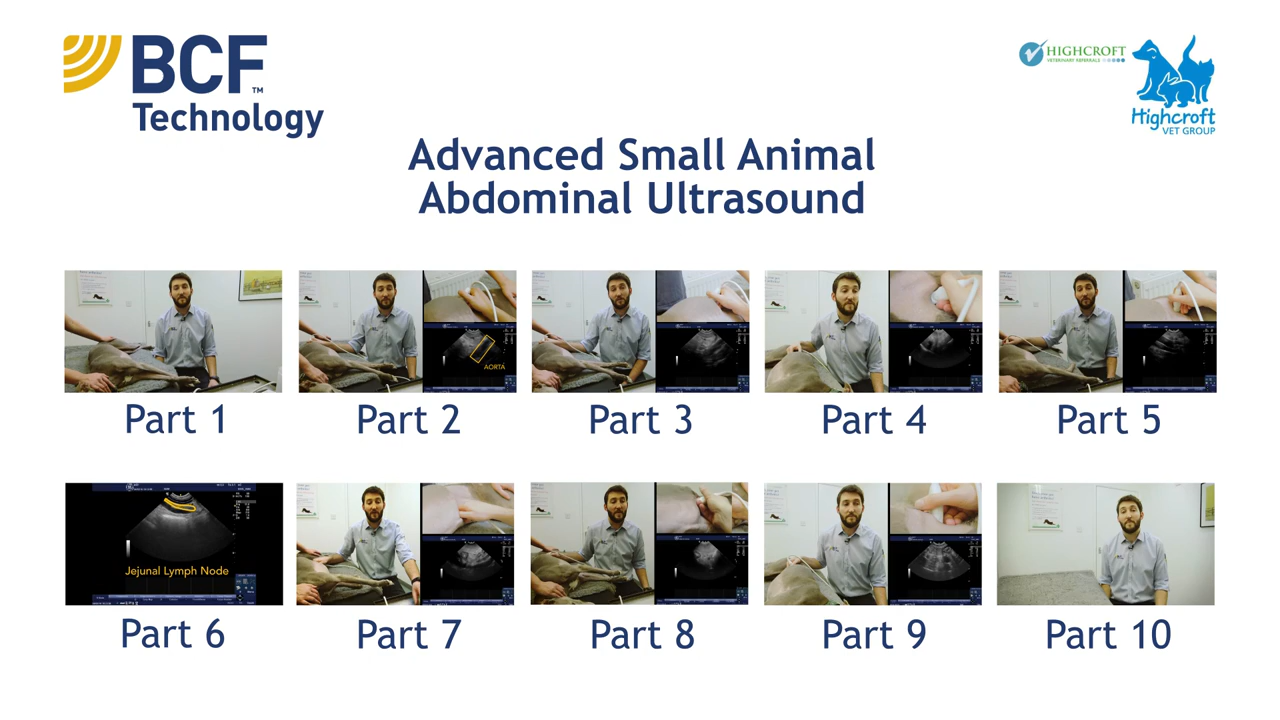 BCF
TM
Technology
HIGHCROFT
VETERINARY REFERRALS
Highcroft
VET GROUP
Advanced Small Animal
Abdominal Ultrasound
AORTA
Part 1
Part 2
Part 3
Part 4
Part 5
Jejunal Lymph Node
Part 6
Part 7
Part 8
Part 9
Part 10